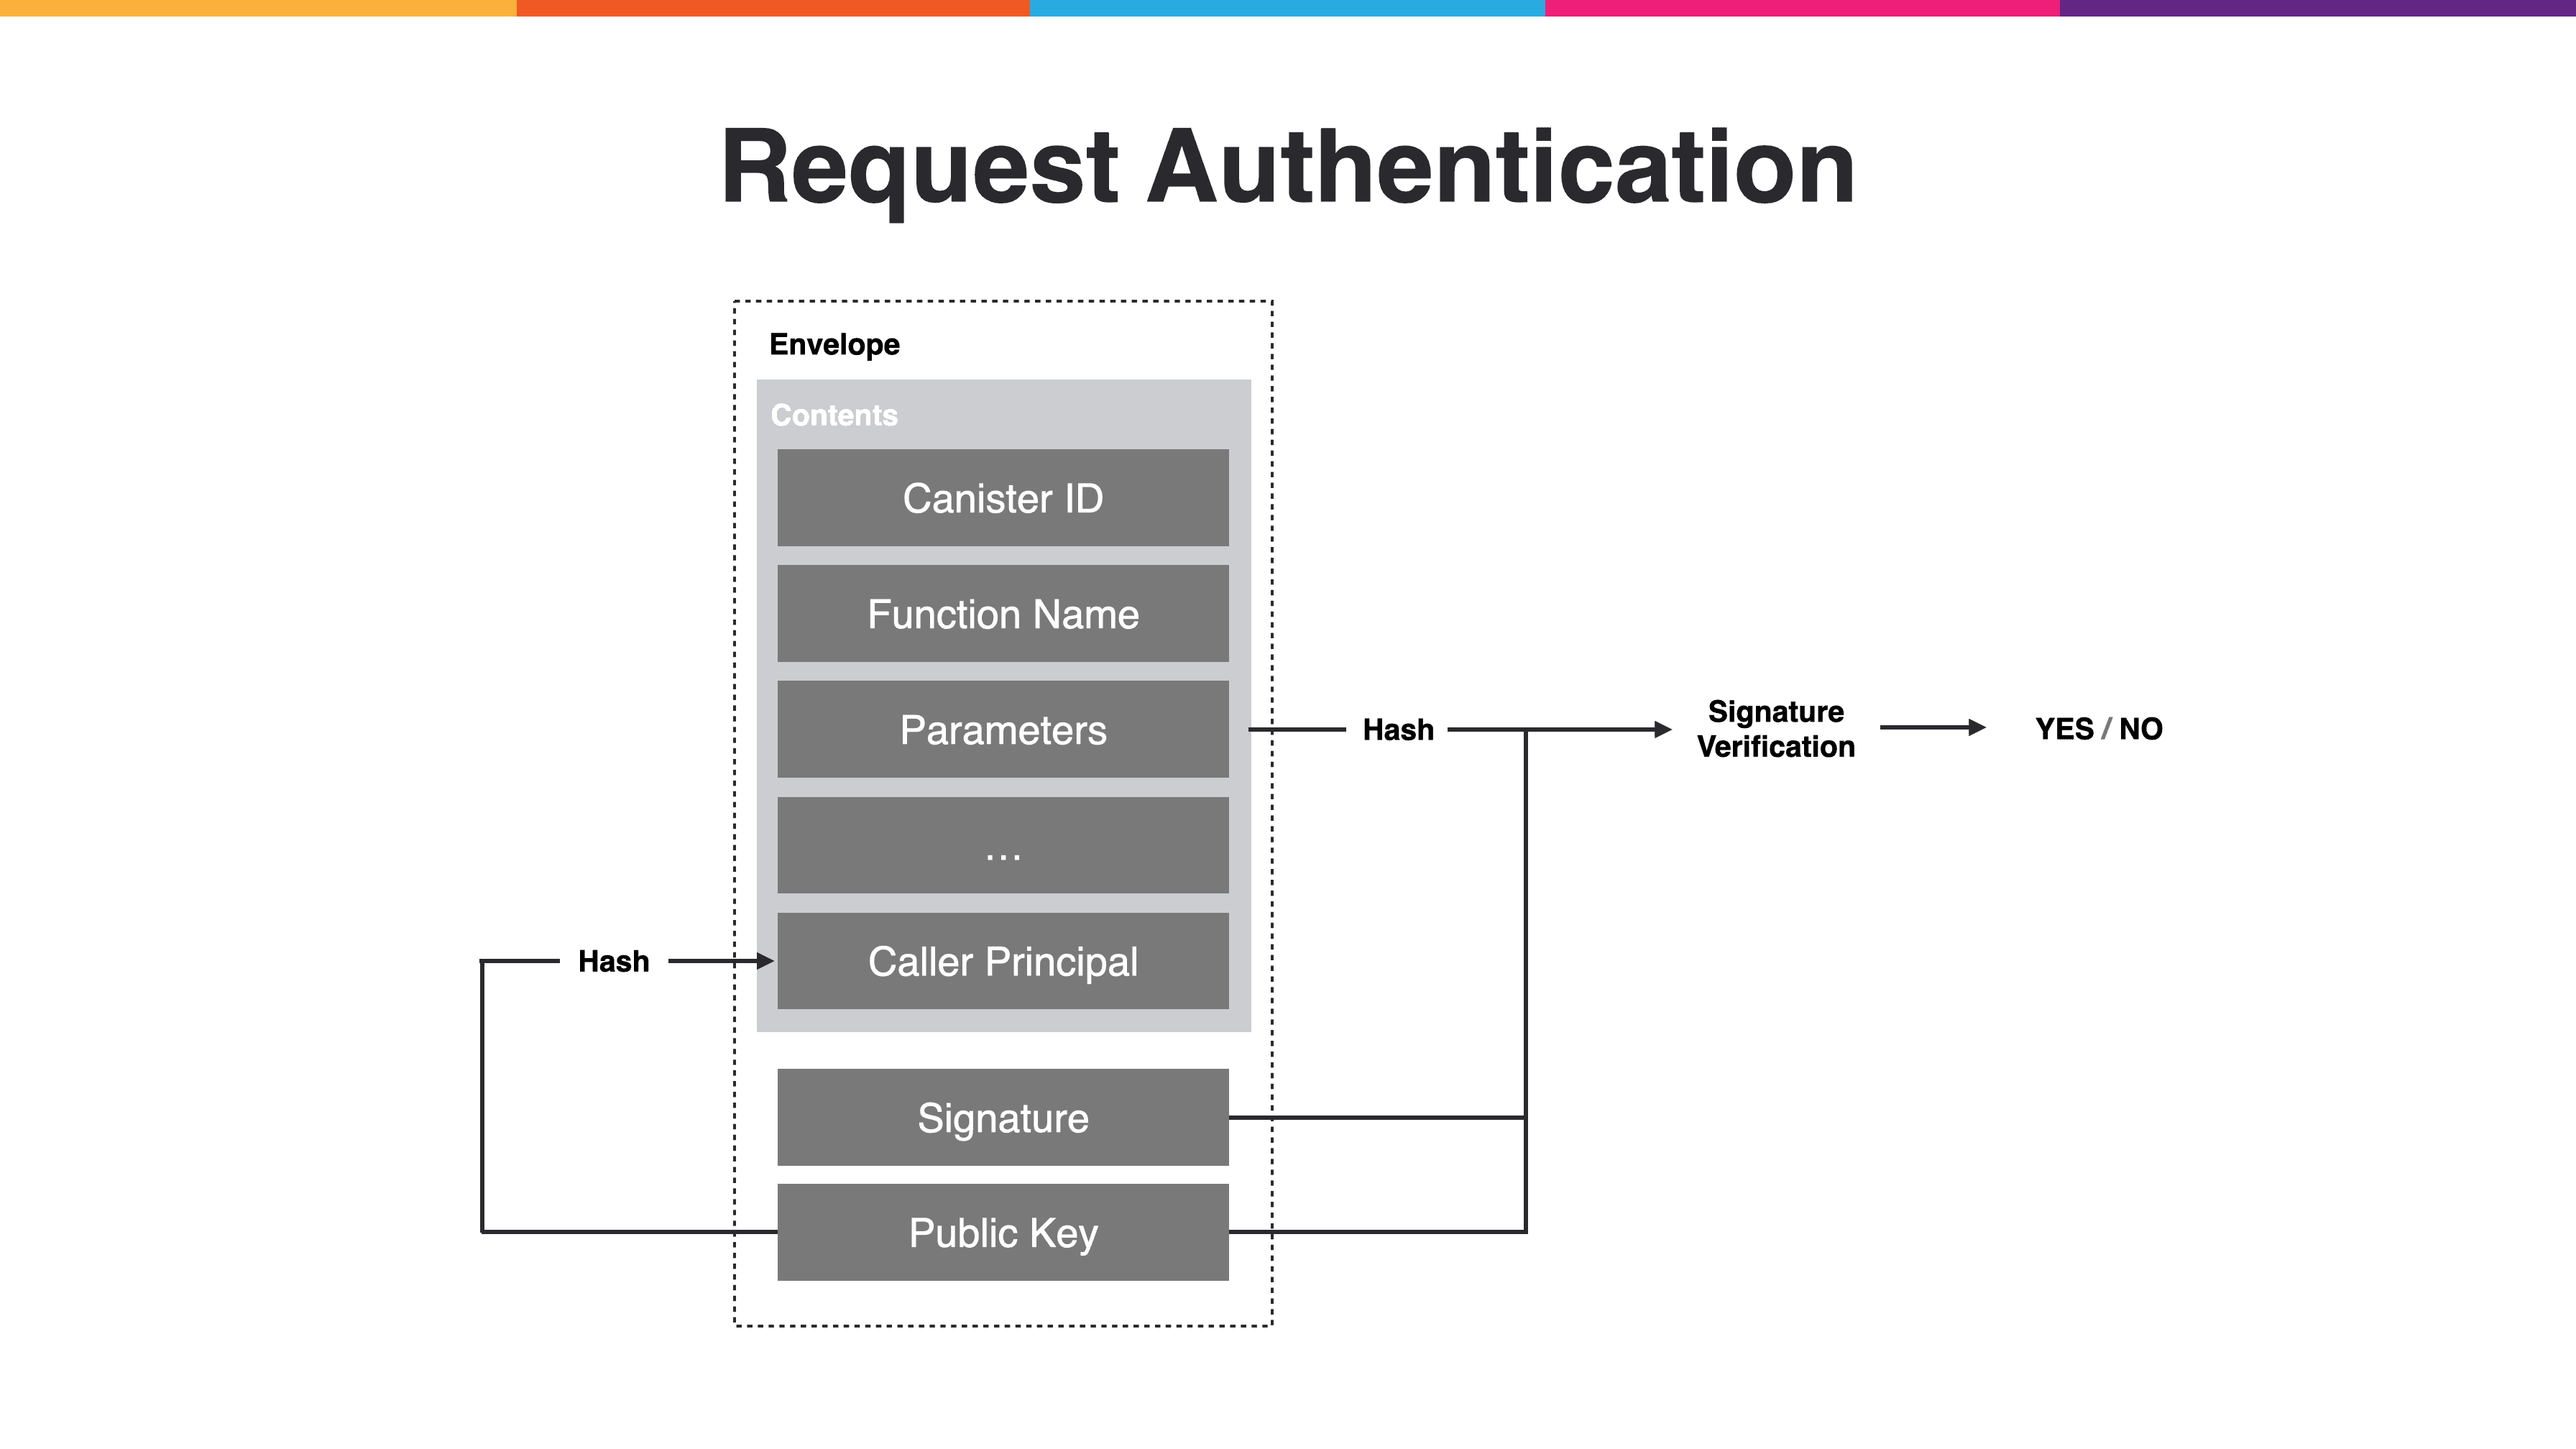 Request Authentication
Envelope
Contents
Canister ID
Function Name
Parameters
...
Caller Principal
Signature
Public Key
Hash
Hash
Signature
Verification
YES / NO